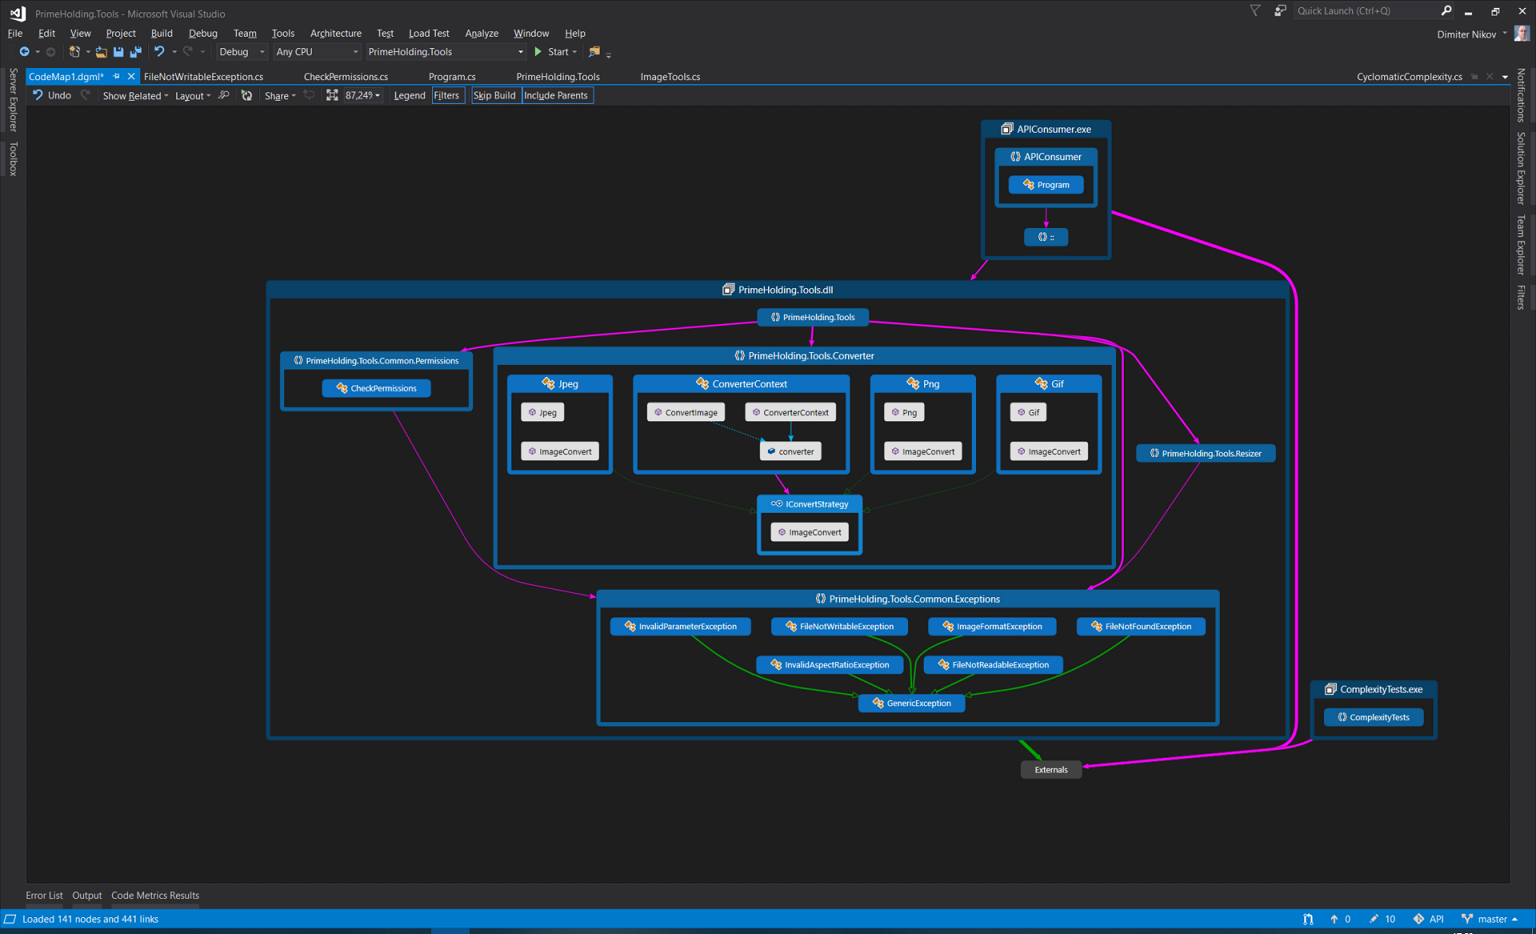 PrimeHolding.Tools - Microsoft Visual Studio
Quick Launch (Ctrl+Q)
File Edit View Project Build Debug Team Tools Architecture Test Load Test Analyze Window Help
Dimiter Nikov
Debug Any CPU PrimeHolding.Tools Start
CodeMap1.dgml* FileNotWritableException.cs CheckPermissions.cs Program.cs PrimeHolding.Tools ImageTools.cs CyclomaticComplexity.cs
Undo Show Related Layout Share 87,249 Legend Filters Skip Build Include Parents
Server Explorer
Toolbox
Notifications
Solution Explorer
Team Explorer
Filters
APIConsumer.exe
APIConsumer
Program
::
PrimeHolding.Tools.dll
PrimeHolding.Tools
PrimeHolding.Tools.Common.Permissions
CheckPermissions
PrimeHolding.Tools.Converter
Jpeg ConverterContext Png Gif
Jpeg ConvertImage ConverterContext Png Gif
ImageConvert converter ImageConvert ImageConvert
PrimeHolding.Tools.Resizer
IConvertStrategy
ImageConvert
PrimeHolding.Tools.Common.Exceptions
InvalidParameterException FileNotWritableException ImageFormatException FileNotFoundException
InvalidAspectRatioException FileNotReadableException
GenericException
ComplexityTests.exe
ComplexityTests
Externals
Error List Output Code Metrics Results
Loaded 141 nodes and 441 links
0 10 API master